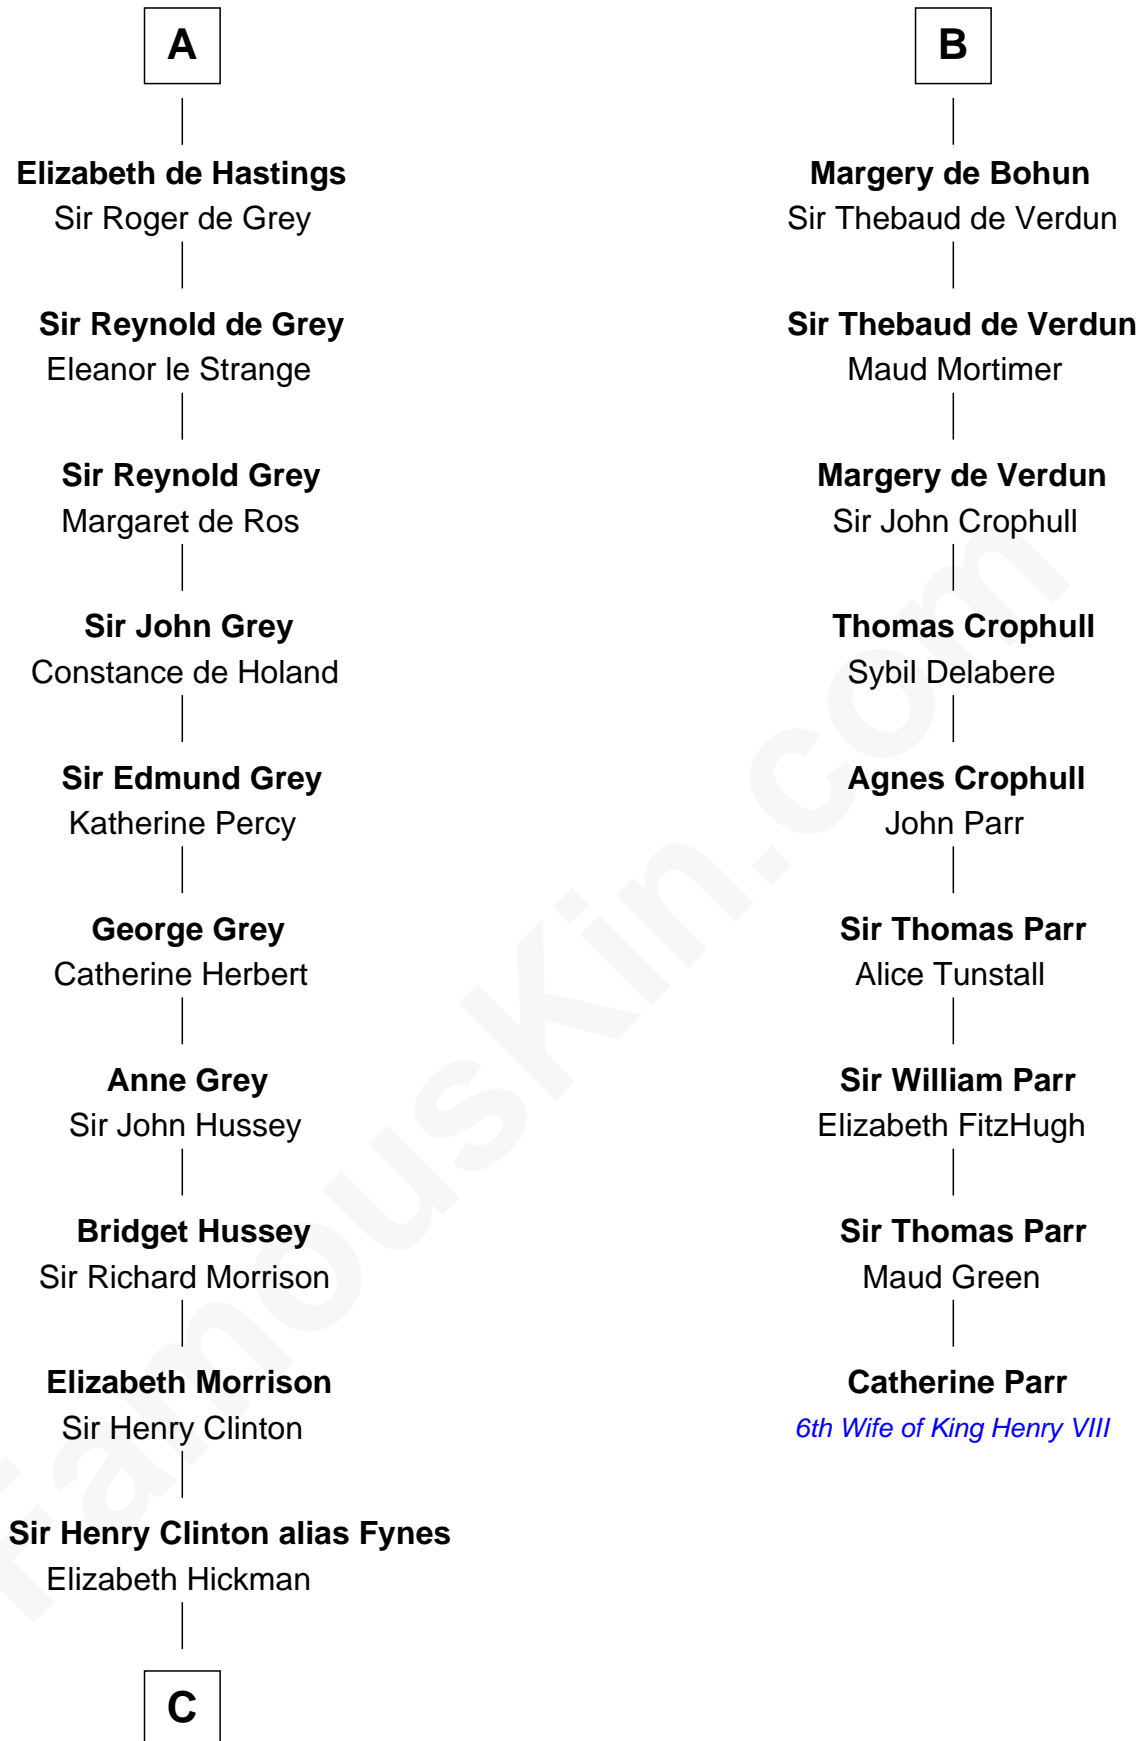 A
Elizabeth de Hastings
Sir Roger de Grey
Sir Reynold de Grey
Eleanor le Strange
Sir Reynold Grey
Margaret de Ros
Sir John Grey
Constance de Holand
Sir Edmund Grey
Katherine Percy
George Grey
Catherine Herbert
Anne Grey
Sir John Hussey
Bridget Hussey
Sir Richard Morrison
Elizabeth Morrison
Sir Henry Clinton
Sir Henry Clinton alias Fynes
Elizabeth Hickman
C
B
Margery de Bohun
Sir Thebaud de Verdun
Sir Thebaud de Verdun
Maud Mortimer
Margery de Verdun
Sir John Crophull
Thomas Crophull
Sybil Delabere
Agnes Crophull
John Parr
Sir Thomas Parr
Alice Tunstall
Sir William Parr
Elizabeth FitzHugh
Sir Thomas Parr
Maud Green
Catherine Parr
6th Wife of King Henry VIII
FamousKin.com